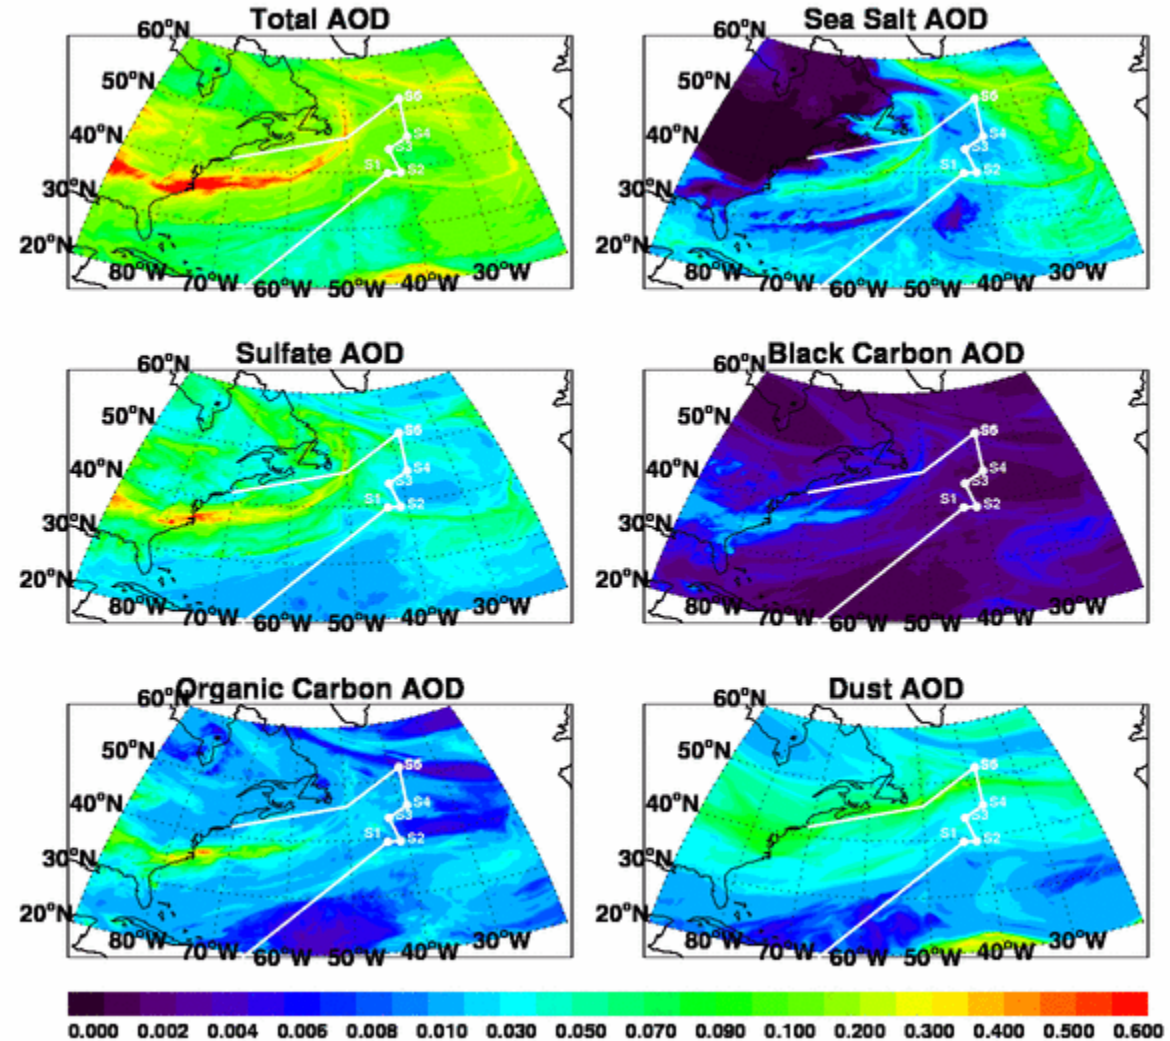 Total AOD
Sea Salt AOD
60°N
50°N
40°N
30°N
20°N
80°W 70°W 60°W 50°W 40°W 30°W
S1 S2 S3 S4 S5
60°N
50°N
40°N
30°N
20°N
80°W 70°W 60°W 50°W 40°W 30°W
S1 S2 S3 S4 S5
Sulfate AOD
Black Carbon AOD
60°N
50°N
40°N
30°N
20°N
80°W 70°W 60°W 50°W 40°W 30°W
S1 S2 S3 S4 S5
60°N
50°N
40°N
30°N
20°N
80°W 70°W 60°W 50°W 40°W 30°W
S1 S2 S3 S4 S5
Organic Carbon AOD
Dust AOD
60°N
50°N
40°N
30°N
20°N
80°W 70°W 60°W 50°W 40°W 30°W
S1 S2 S3 S4 S5
60°N
50°N
40°N
30°N
20°N
80°W 70°W 60°W 50°W 40°W 30°W
S1 S2 S3 S4 S5
0.000 0.002 0.004 0.006 0.008 0.010 0.030 0.050 0.070 0.090 0.100 0.200 0.300 0.400 0.500 0.600